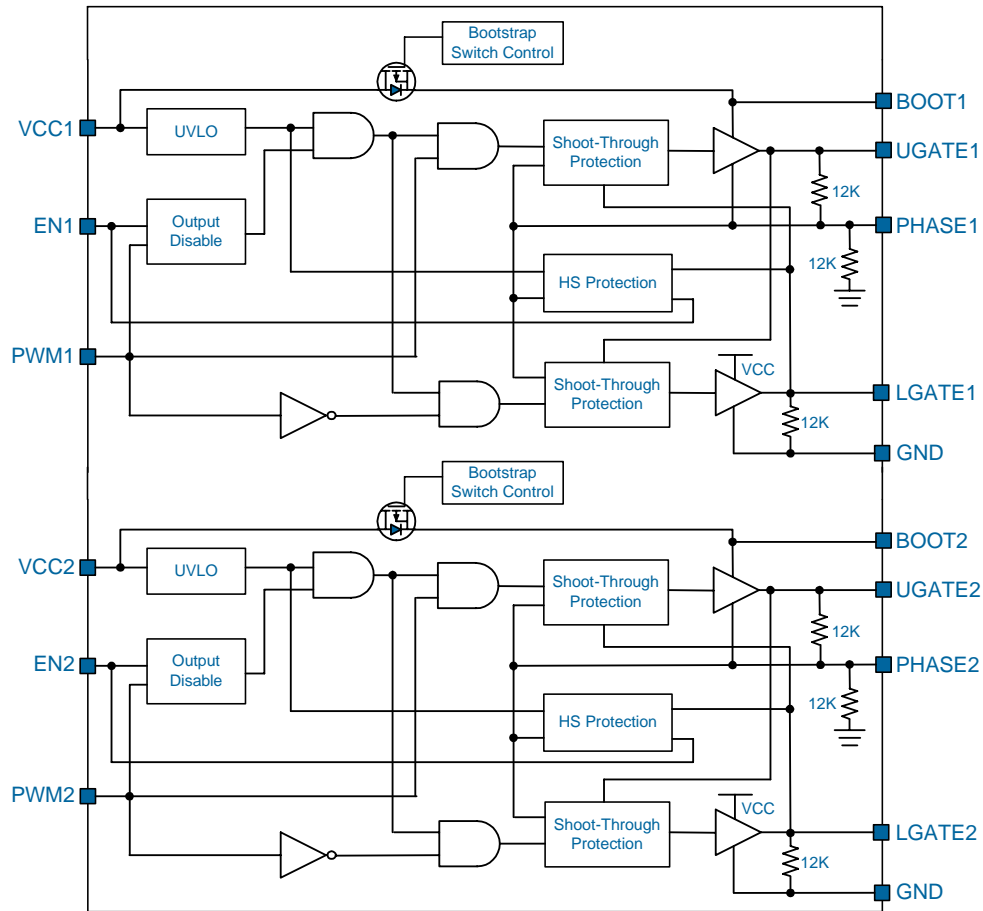 Bootstrap
Switch Control
VCC1
UVLO
BOOT1
Shoot-Through
Protection
UGATE1
12K
EN1
Output
Disable
PHASE1
12K
HS Protection
PWM1
VCC
Shoot-Through
Protection
LGATE1
12K
GND
Bootstrap
Switch Control
VCC2
UVLO
BOOT2
Shoot-Through
Protection
UGATE2
12K
EN2
Output
Disable
PHASE2
12K
HS Protection
PWM2
VCC
Shoot-Through
Protection
LGATE2
12K
GND